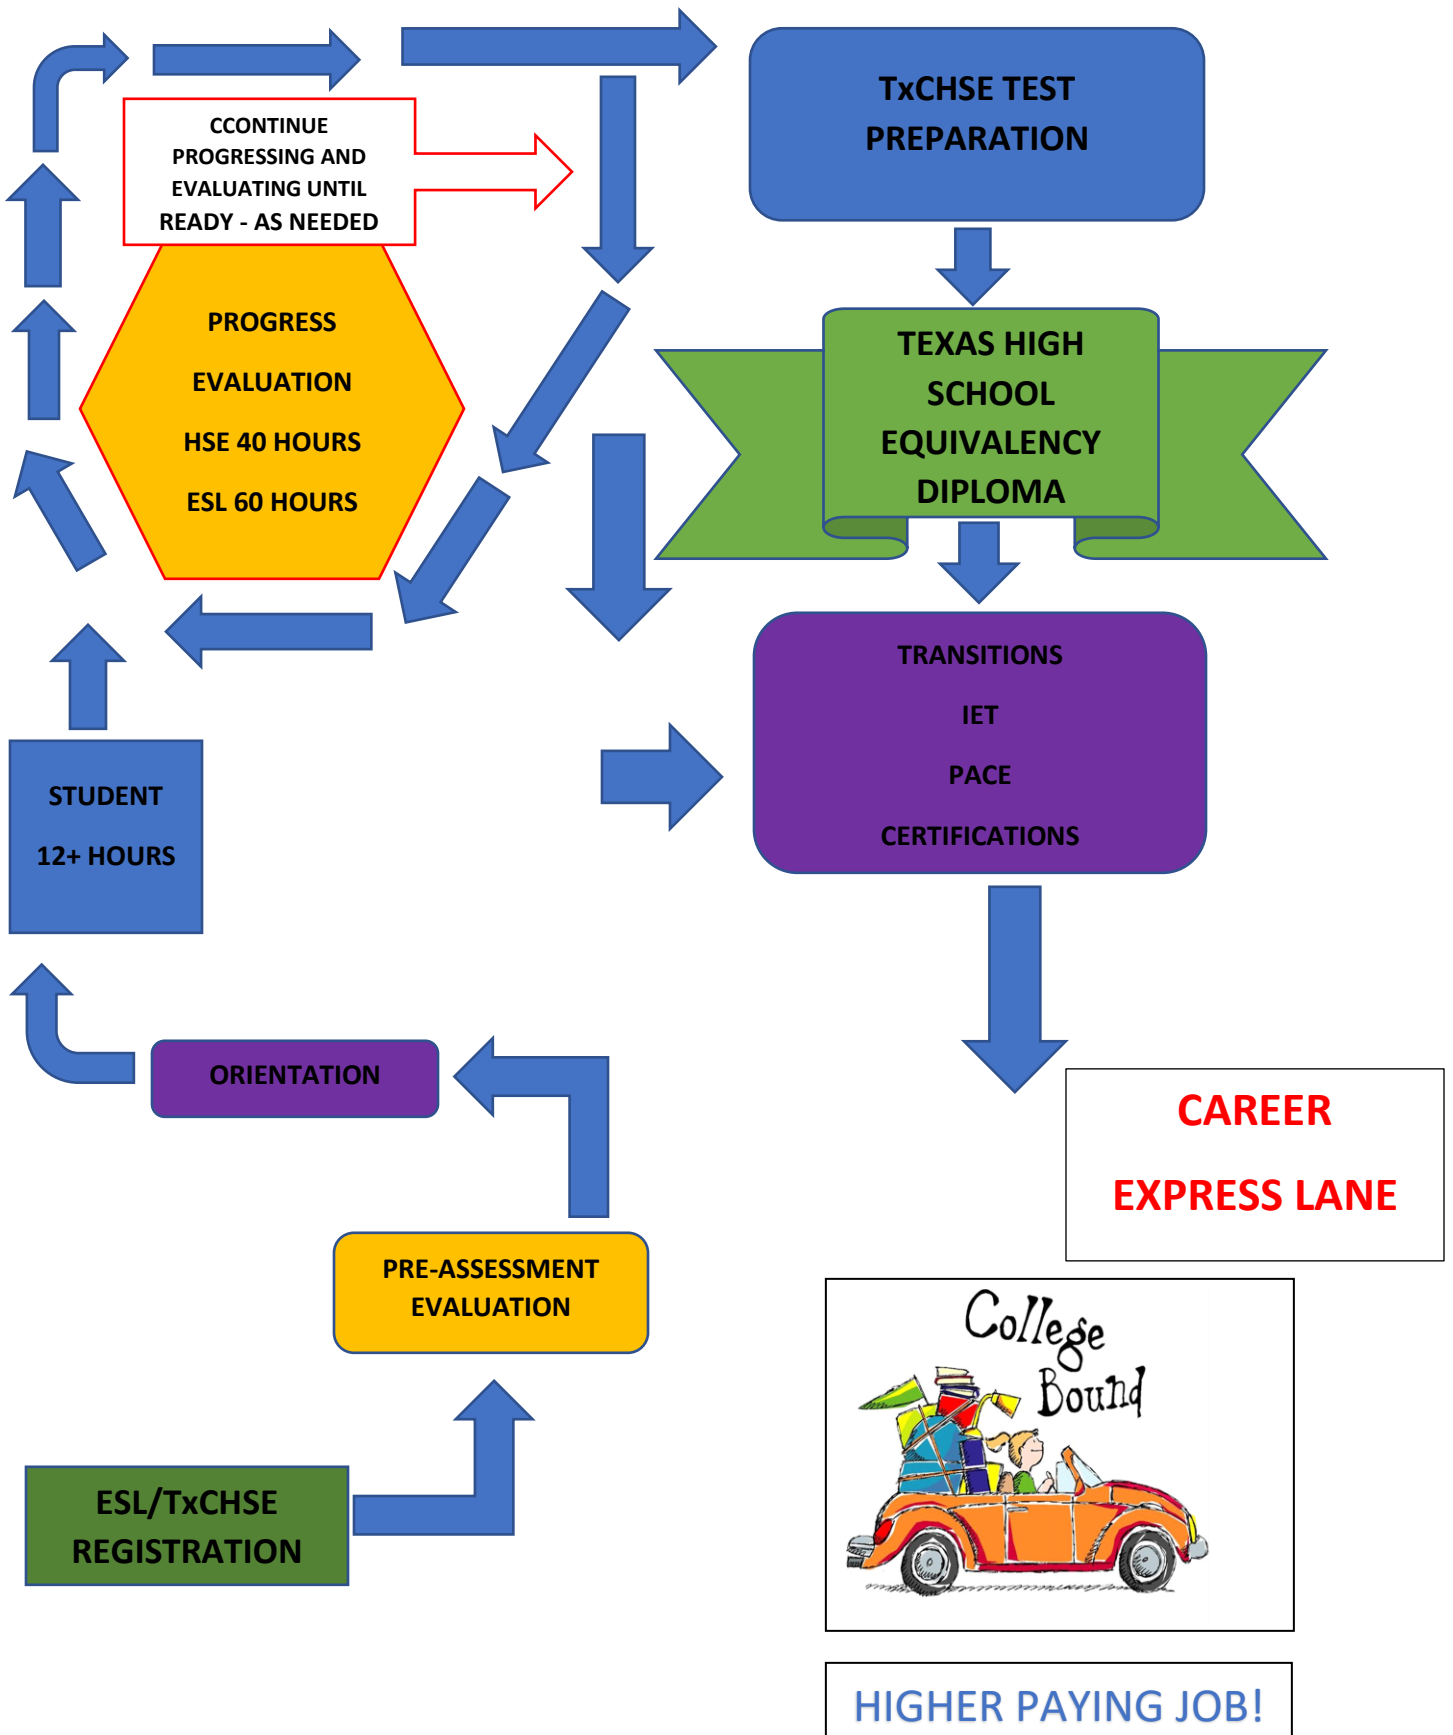 TxCHSE TEST
PREPARATION
CCONTINUE
PROGRESSING AND
EVALUATING UNTIL
READY - AS NEEDED
PROGRESS
EVALUATION
HSE 40 HOURS
ESL 60 HOURS
TEXAS HIGH
SCHOOL
EQUIVALENCY
DIPLOMA
TRANSITIONS
IET
PACE
CERTIFICATIONS
STUDENT
12+ HOURS
ORIENTATION
CAREER
EXPRESS LANE
PRE-ASSESSMENT
EVALUATION
College
Bound
ESL/TxCHSE
REGISTRATION
HIGHER PAYING JOB!